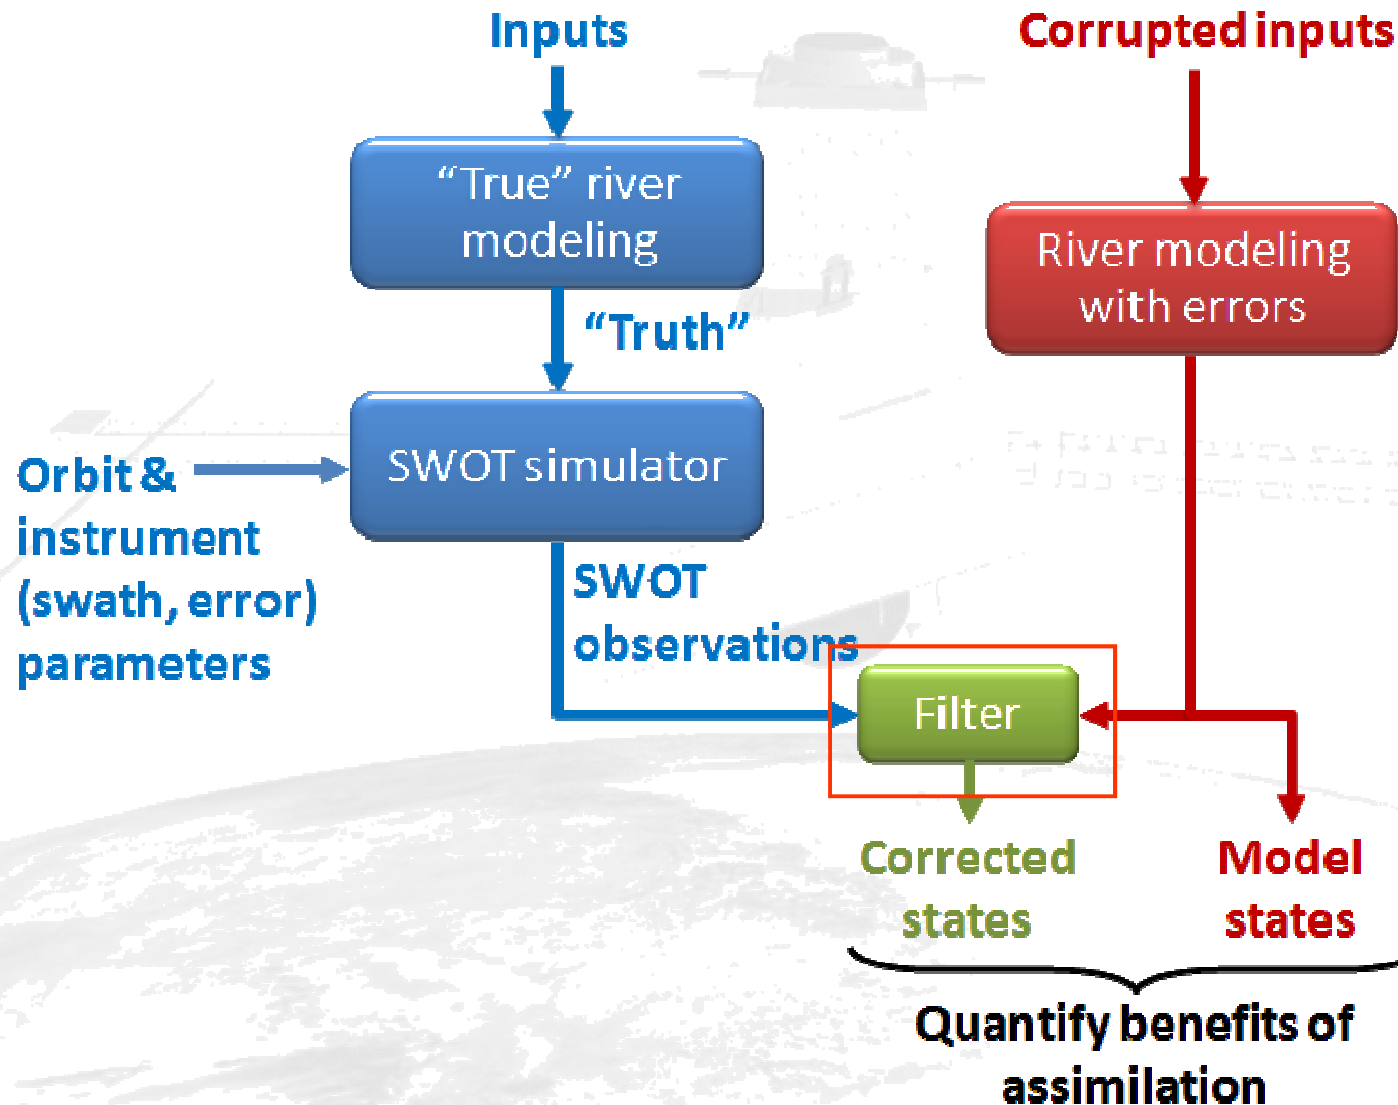 Inputs
Corrupted inputs
“True” river
modeling
River modeling
with errors
“Truth”
SWOT simulator
Orbit &
instrument
(swath, error)
parameters
SWOT
observations
Filter
Corrected
states
Model
states
Quantify benefits of
assimilation